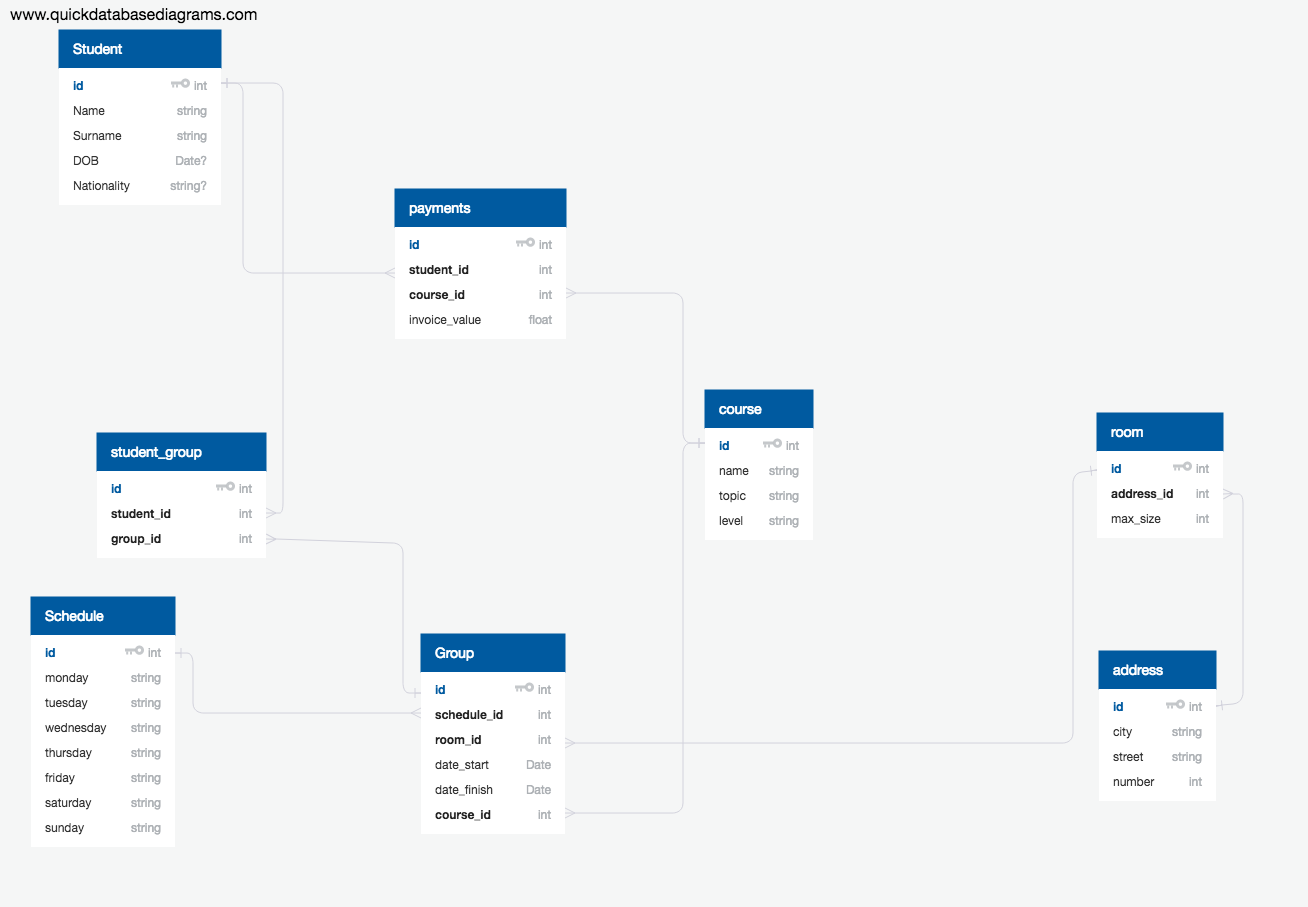 www.quickdatabasediagrams.com
Student
id int
Name string
Surname string
DOB Date?
Nationality string?
payments
id int
student_id int
course_id int
invoice_value float
course
id int
name string
topic string
level string
room
id int
address_id int
max_size int
student_group
id int
student_id int
group_id int
Schedule
id int
monday string
tuesday string
wednesday string
thursday string
friday string
saturday string
sunday string
Group
id int
schedule_id int
room_id int
date_start Date
date_finish Date
course_id int
address
id int
city string
street string
number int